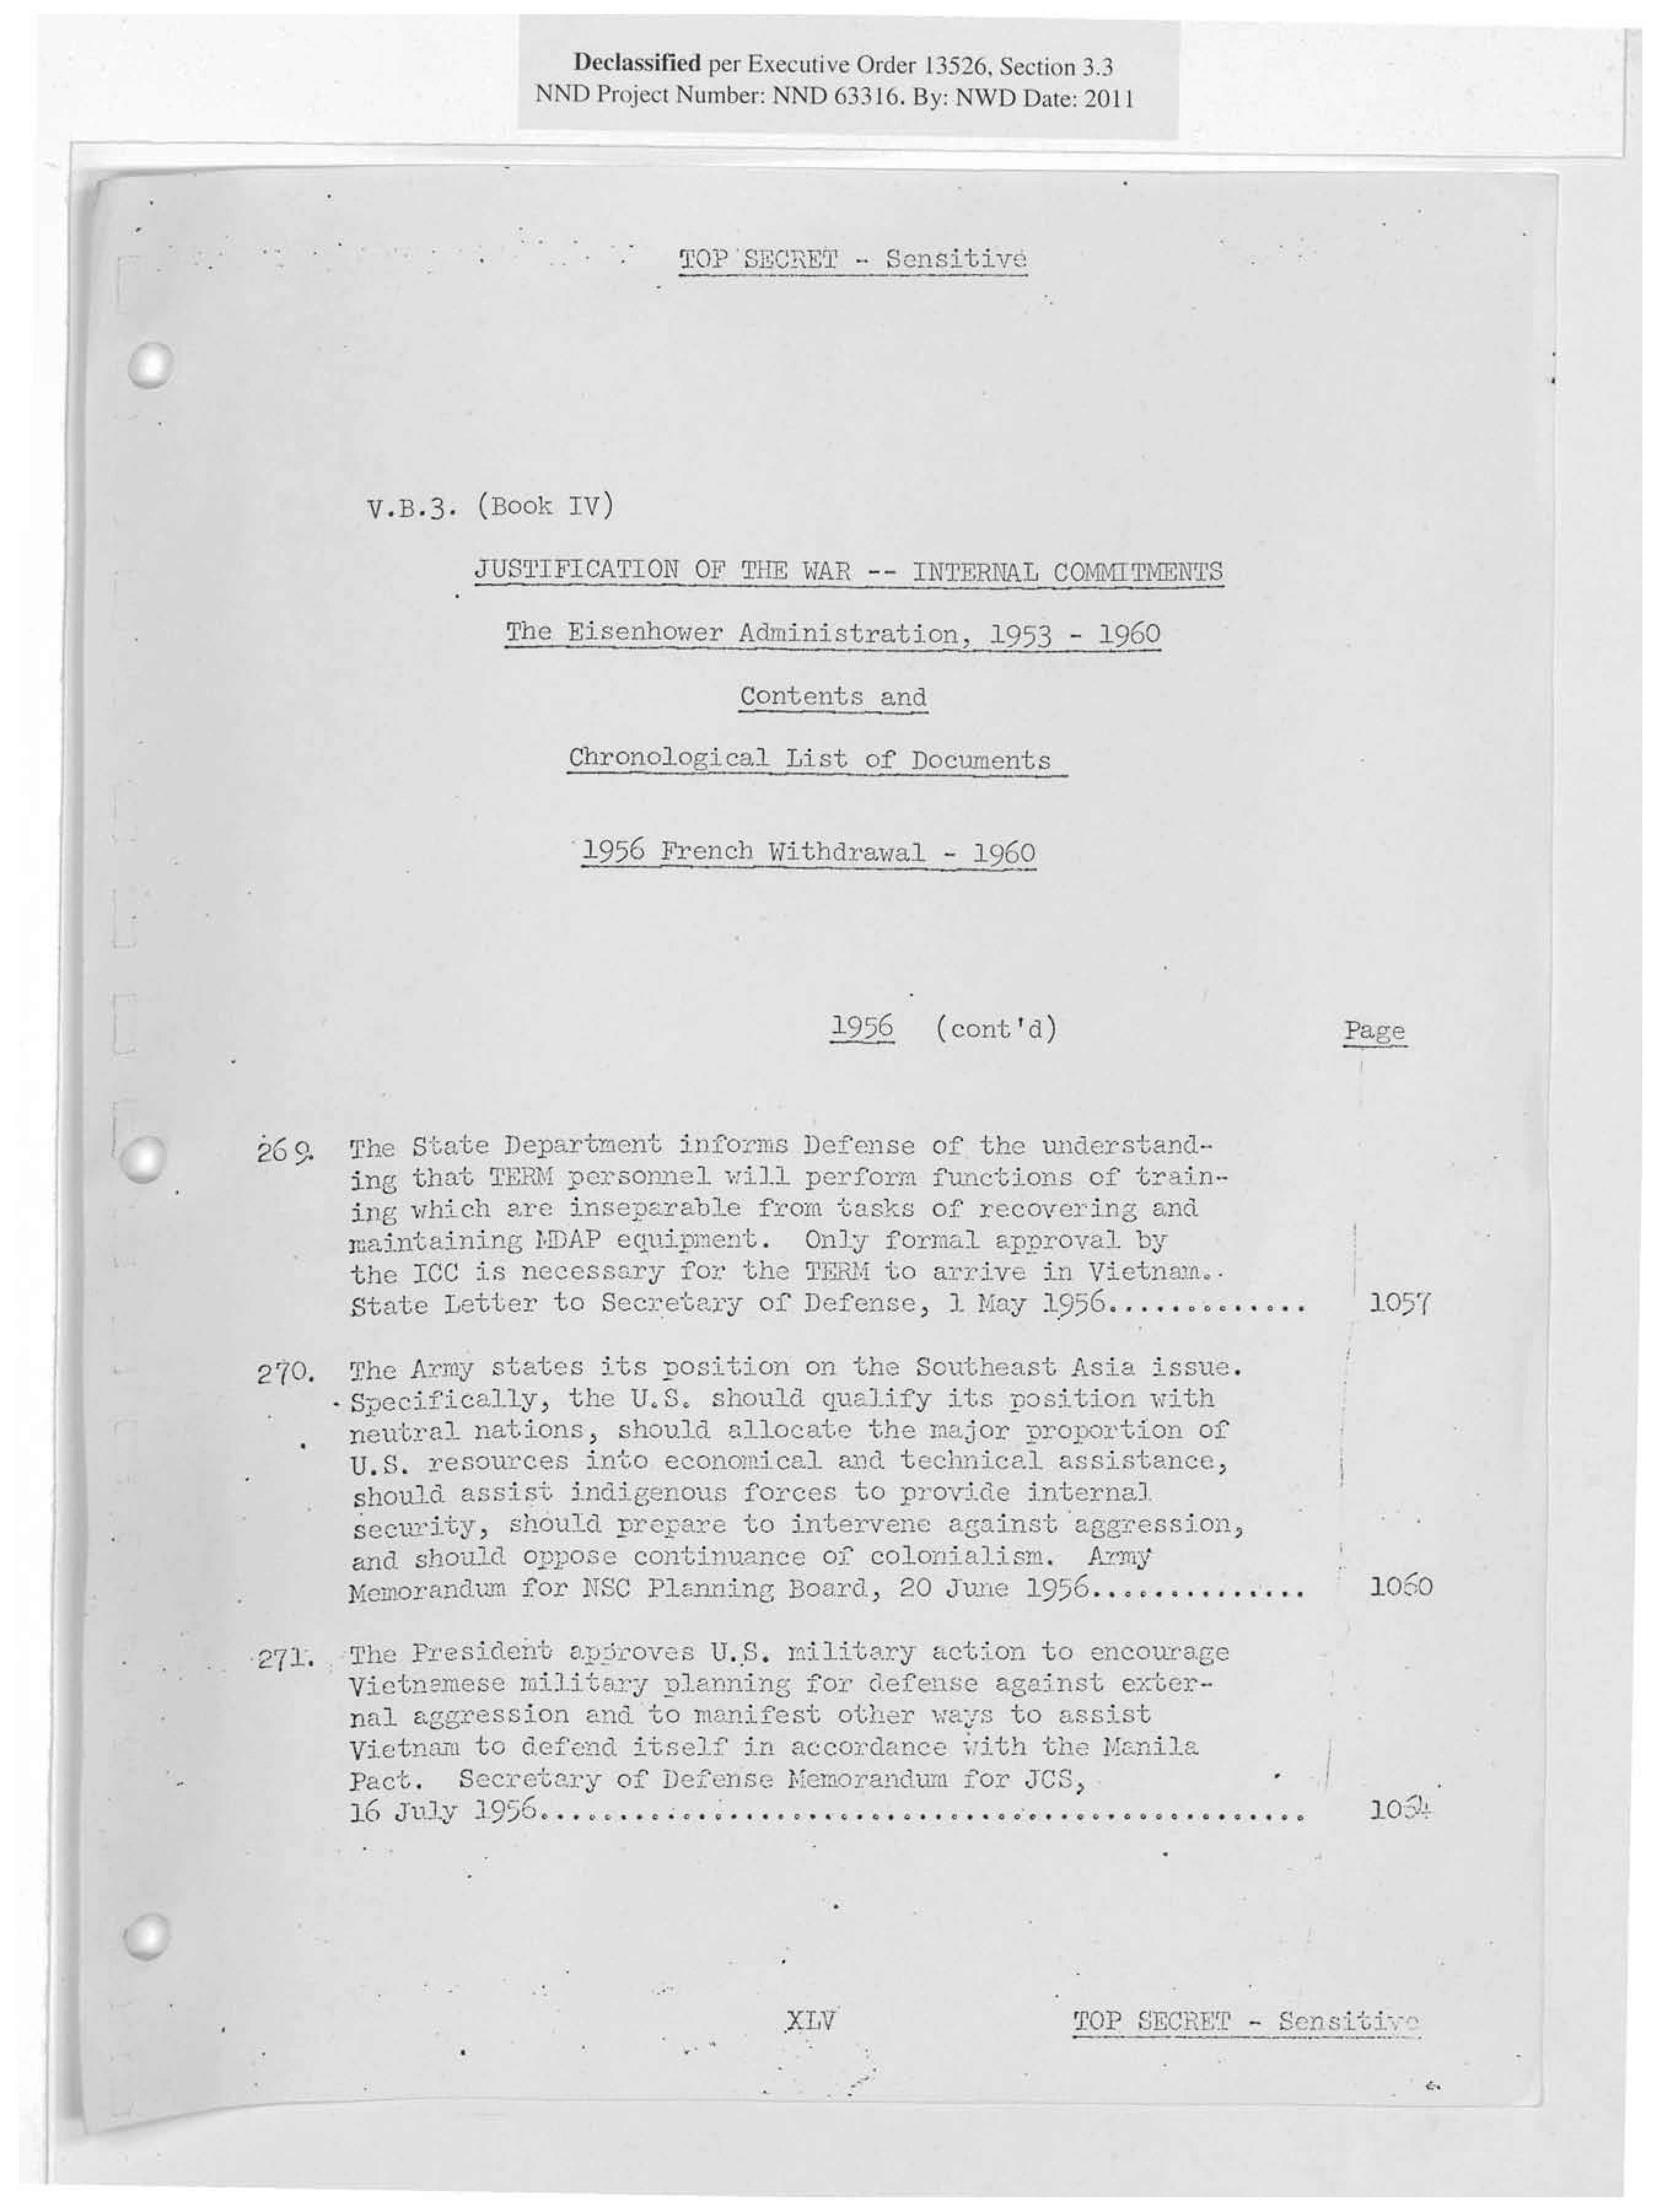 Declassified per Executive Order 13526, Section 3.3
NND Project Number: NND 63316. By: NWD Date: 2011
TOP SECRET - Sensitive
V.B.3. (Book IV)
JUSTIFICATION OF THE WAR -- INTERNAL COMMITMENTS
The Eisenhower Administration, 1953 - 1960
Contents and
Chronological List of Documents
1956 French Withdrawal - 1960
1956 (cont'd) Page
269. The State Department informs Defense of the understand-
ing that TERM personnel will perform functions of train-
ing which are inseparable from tasks of recovering and
maintaining MDAP equipment. Only formal approval by
the ICC is necessary for the TERM to arrive in Vietnam.
State Letter to Secretary of Defense, 1 May 1956............. 1057
270. The Army states its position on the Southeast Asia issue.
Specifically, the U.S. should qualify its position with
neutral nations, should allocate the major proportion of
U.S. resources into economical and technical assistance,
should assist indigenous forces to provide internal
security, should prepare to intervene against aggression,
and should oppose continuance of colonialism. Army
Memorandum for NSC Planning Board, 20 June 1956.............. 1060
271. The President approves U.S. military action to encourage
Vietnamese military planning for defense against exter-
nal aggression and to manifest other ways to assist
Vietnam to defend itself in accordance with the Manila
Pact. Secretary of Defense Memorandum for JCS,
16 July 1956................................................. 1064
XLV TOP SECRET - Sensitive